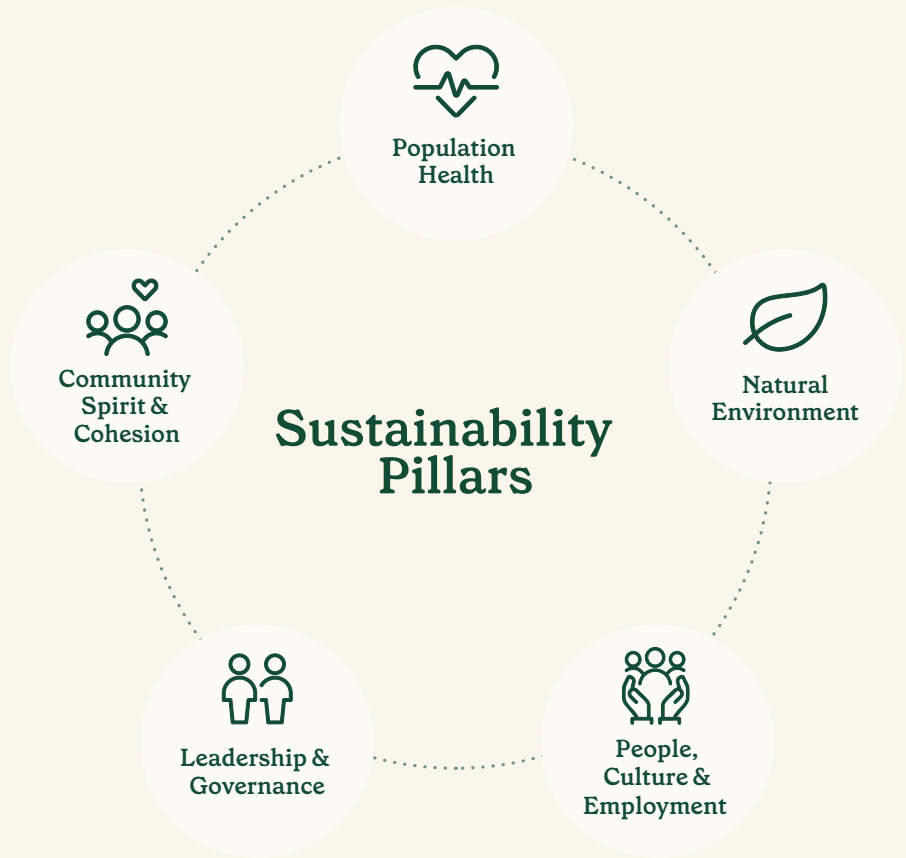 Population
Health
Natural
Environment
Community
Spirit &
Cohesion
Sustainability
Pillars
People,
Culture &
Employment
Leadership &
Governance